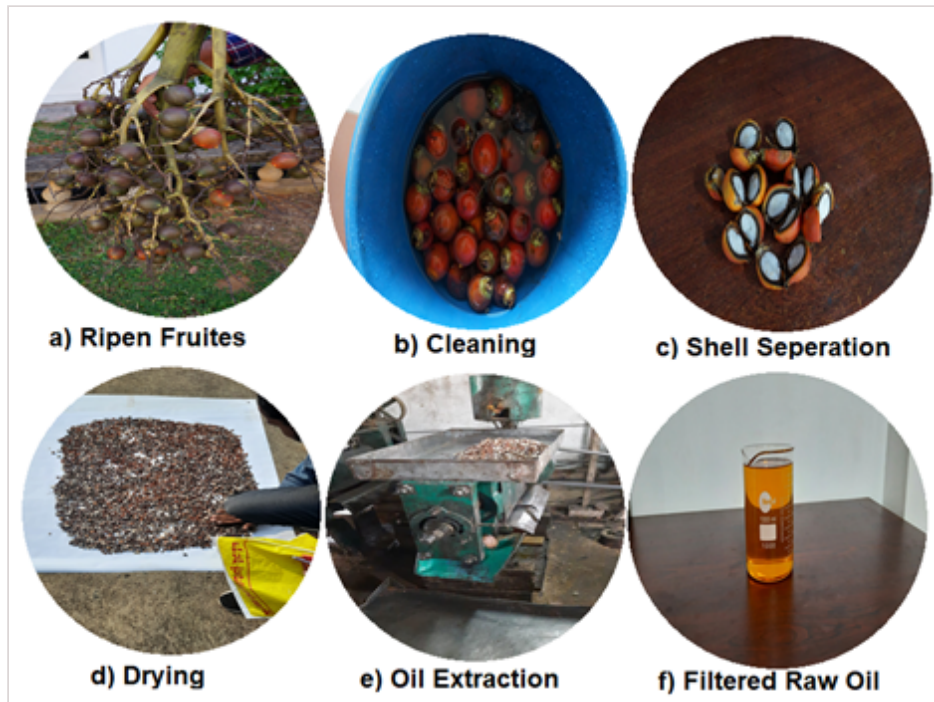 a) Ripen Fruites
b) Cleaning
c) Shell Seperation
d) Drying
e) Oil Extraction
f) Filtered Raw Oil